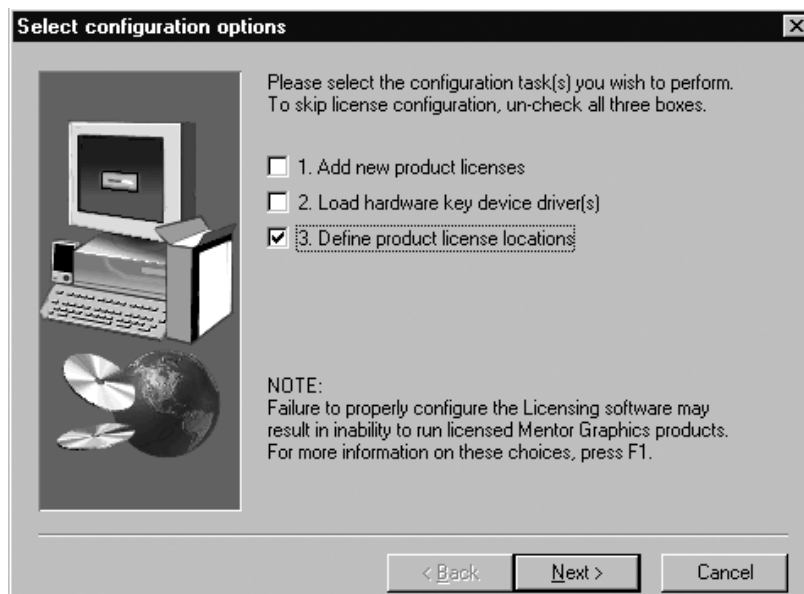 Select configuration options
Please select the configuration task(s) you wish to perform.
To skip license configuration, un-check all three boxes.
1. Add new product licenses
2. Load hardware key device driver(s)
3. Define product license locations
NOTE:
Failure to properly configure the Licensing software may
result in inability to run licensed Mentor Graphics products.
For more information on these choices, press F1.
< Back
Next >
Cancel